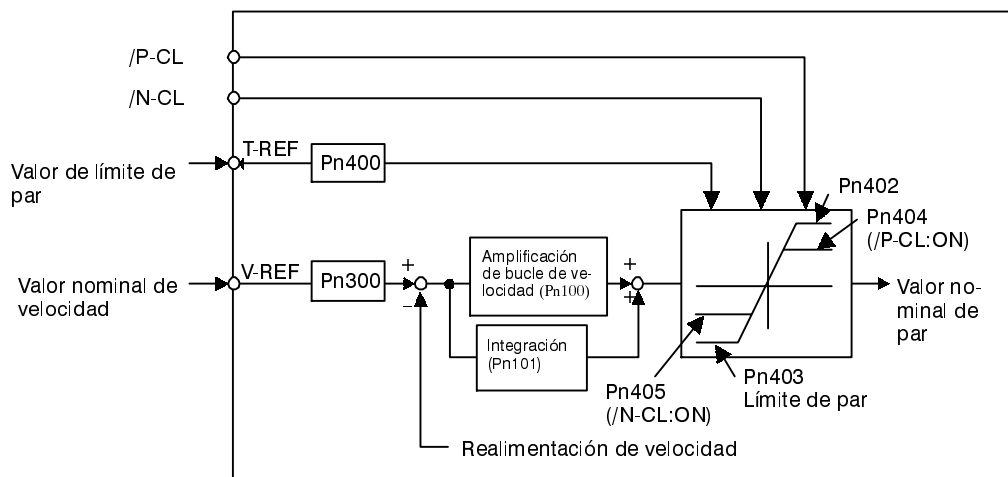 /P-CL
/N-CL
T-REF
Pn400
Valor de límite de
par
Pn402
Pn404
(/P-CL:ON)
V-REF
Pn300
Valor nominal de
velocidad
+
−
Amplificación
de bucle de ve-
locidad (Pn100)
+
+
Integración
(Pn101)
Valor no-
minal de
par
Pn403
Límite de par
Pn405
(/N-CL:ON)
Realimentación de velocidad